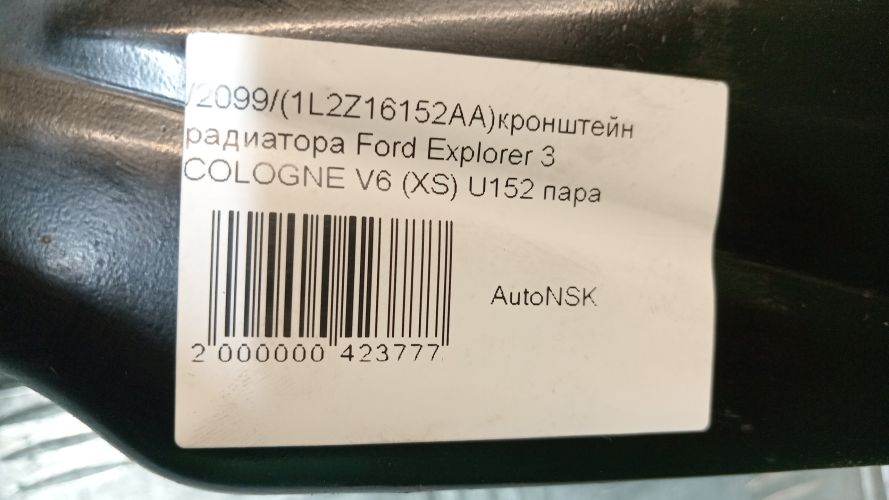 /2099/(1L2Z16152AA)кронштейн
радиатора Ford Explorer 3
COLOGNE V6 (XS) U152 пара
AutoNSK
2 000000 423777